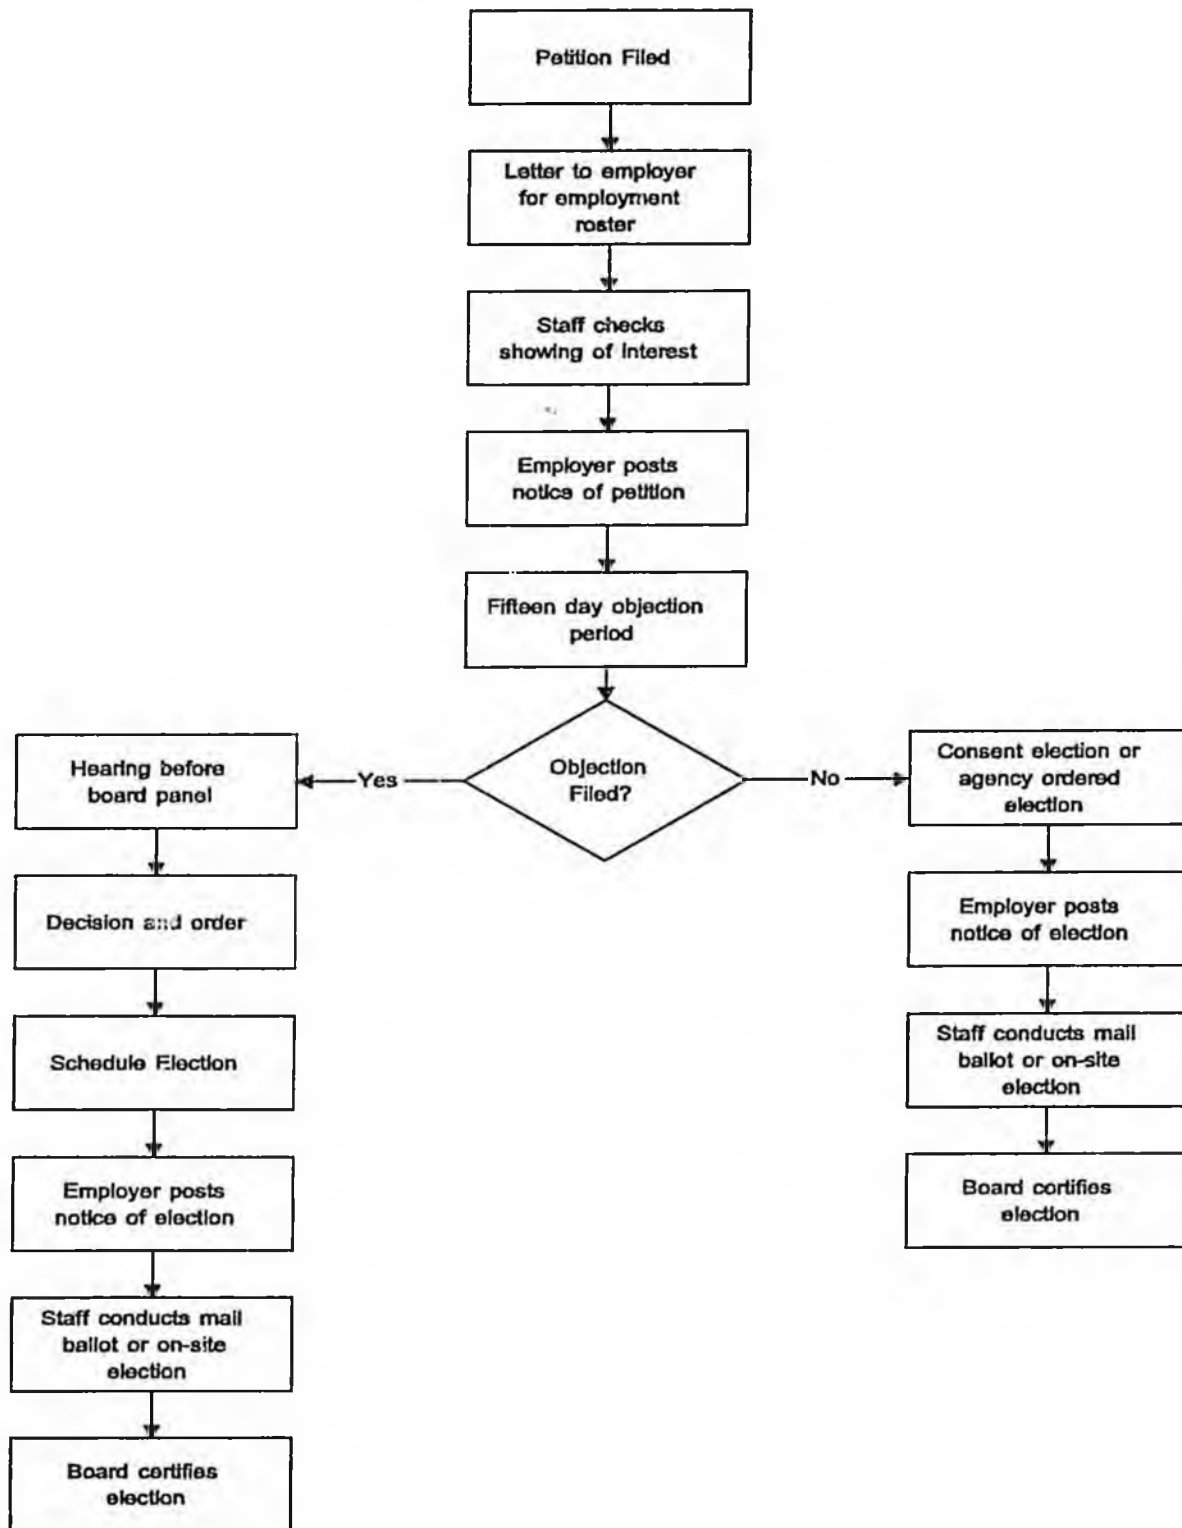 Petition Filed
Letter to employer
for employment
roster
Staff checks
showing of interest
Employer posts
notice of petition
Fifteen day objection
period
Objection
Filed?
Yes
No
Hearing before
board panel
Decision and order
Schedule Election
Employer posts
notice of election
Staff conducts mail
ballot or on-site
election
Board certifies
election
Consent election or
agency ordered
election
Employer posts
notice of election
Staff conducts mail
ballot or on-site
election
Board certifies
election